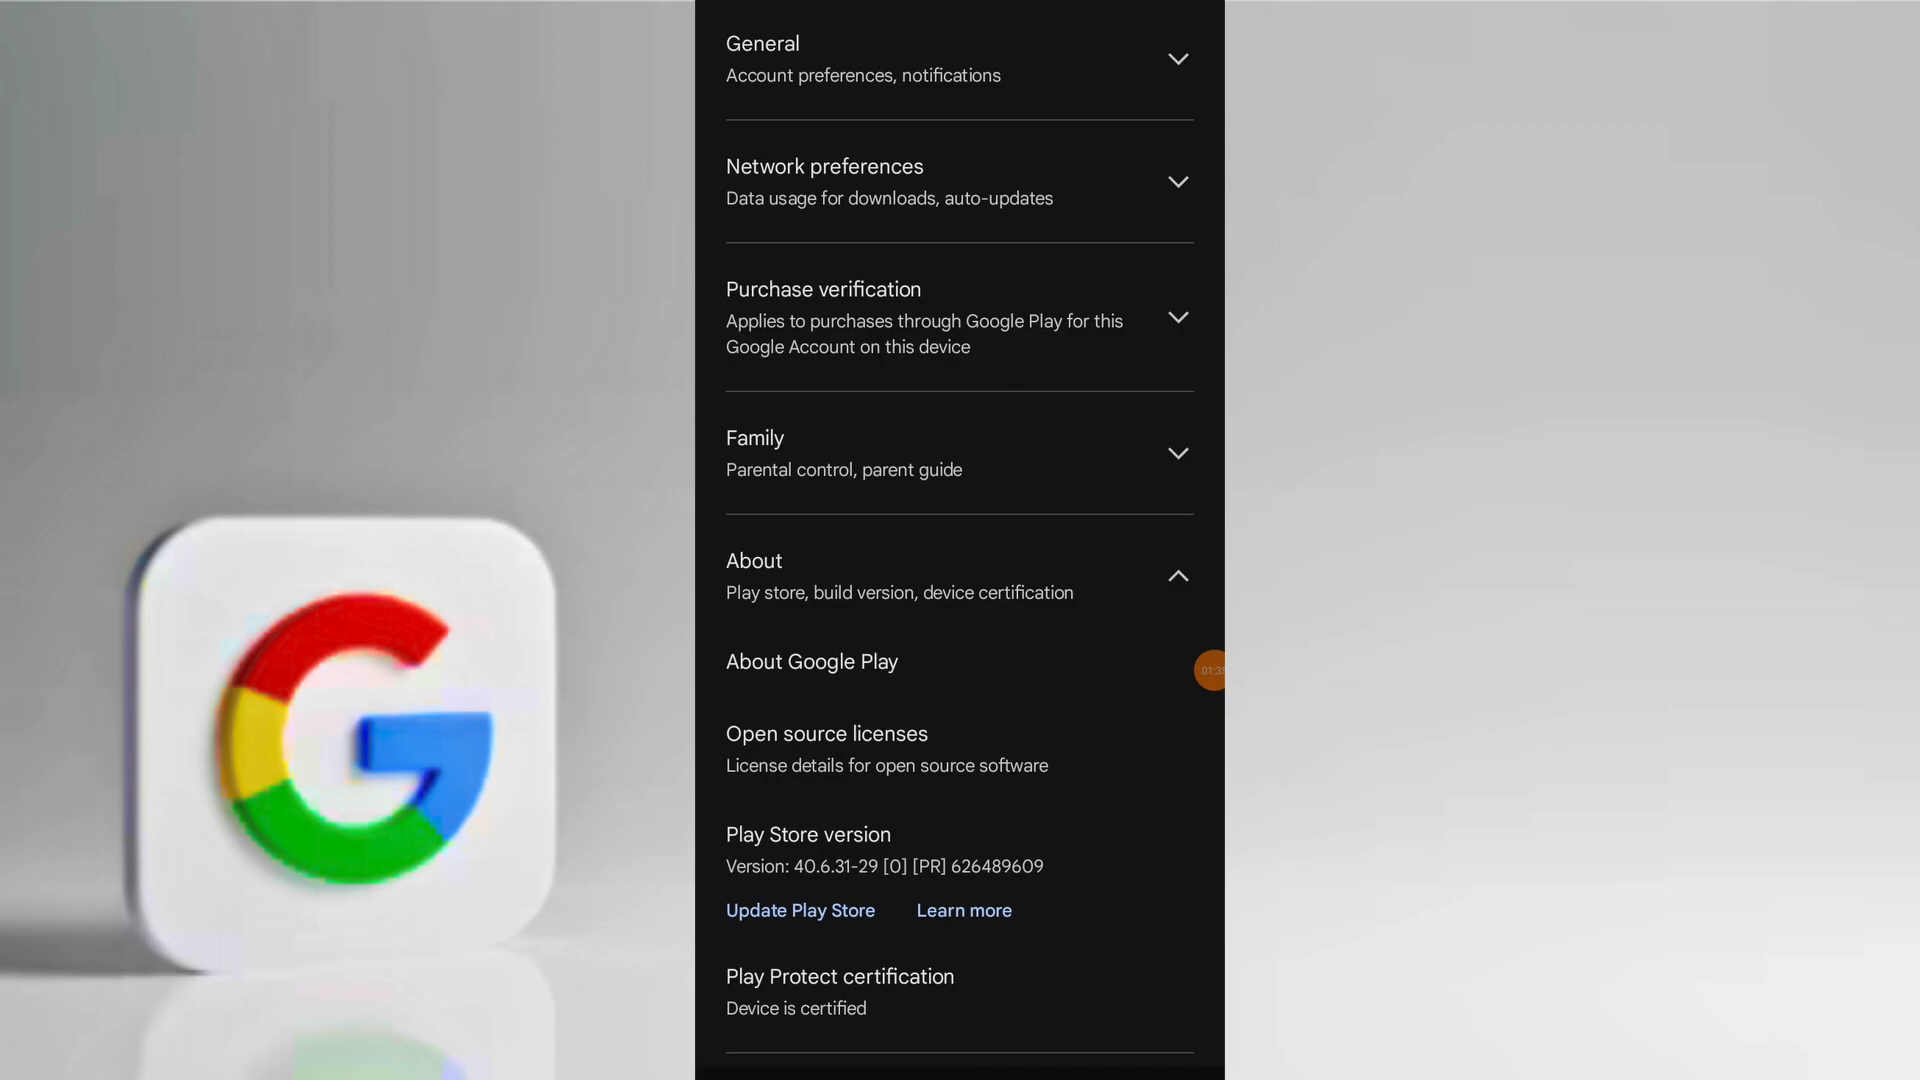 General
Account preferences, notifications
Network preferences
Data usage for downloads, auto-updates
Purchase verification
Applies to purchases through Google Play for this
Google Account on this device
Family
Parental control, parent guide
About
Play store, build version, device certification
About Google Play
Open source licenses
License details for open source software
Play Store version
Version: 40.6.31-29 [0] [PR] 626489609
Update Play Store Learn more
Play Protect certification
Device is certified